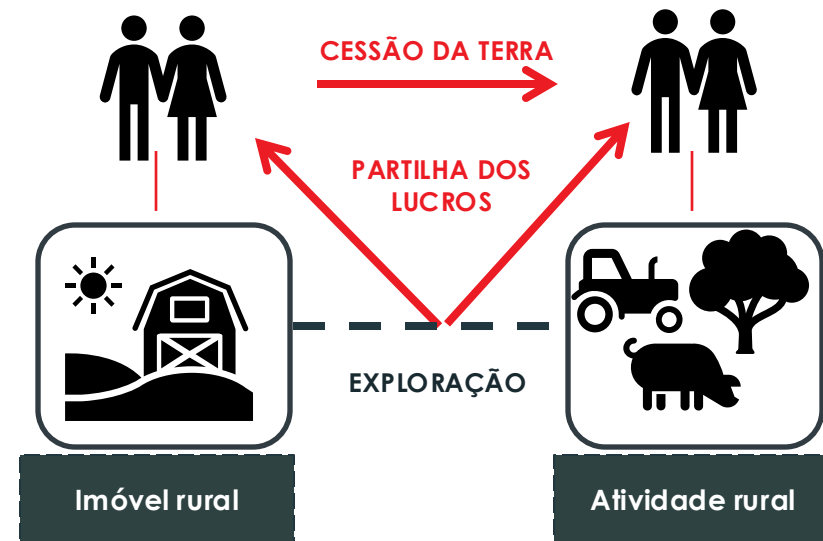 CESSÃO DA TERRA
PARTILHA DOS
LUCROS
EXPLORAÇÃO
Imóvel rural
Atividade rural